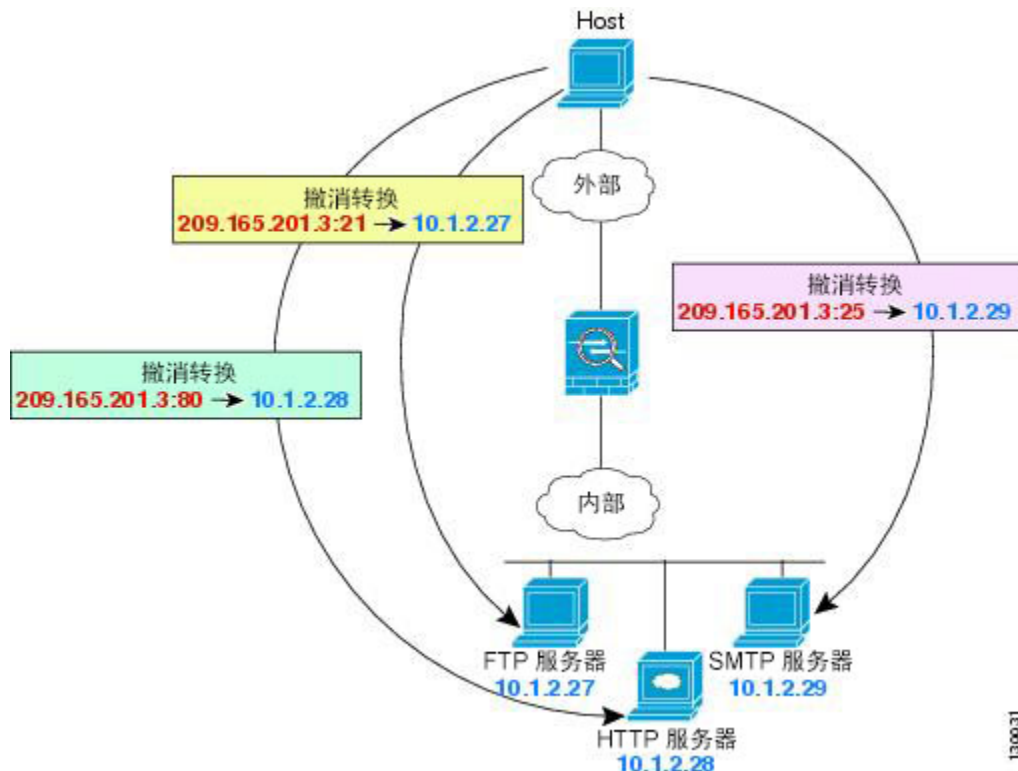 Host
外部
撤消转换
209.165.201.3:21 → 10.1.2.27
撤消转换
209.165.201.3:25 → 10.1.2.29
撤消转换
209.165.201.3:80 → 10.1.2.28
内部
FTP 服务器
10.1.2.27
SMTP 服务器
10.1.2.29
HTTP 服务器
10.1.2.28
130031